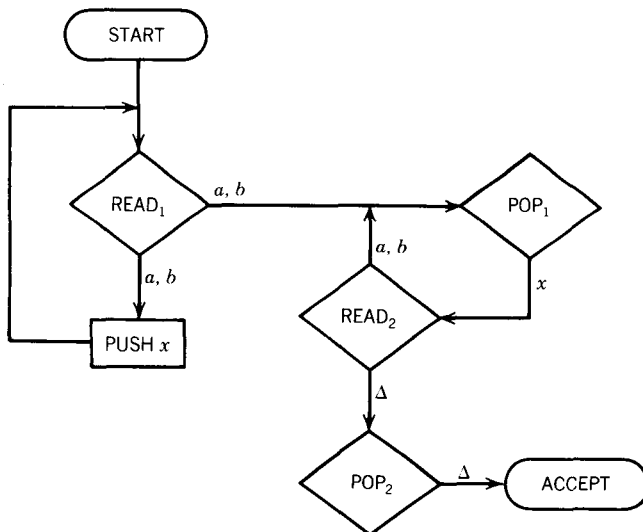 START
READ₁
a, b
POP₁
a, b
a, b
x
READ₂
PUSH x
Δ
POP₂
Δ
ACCEPT